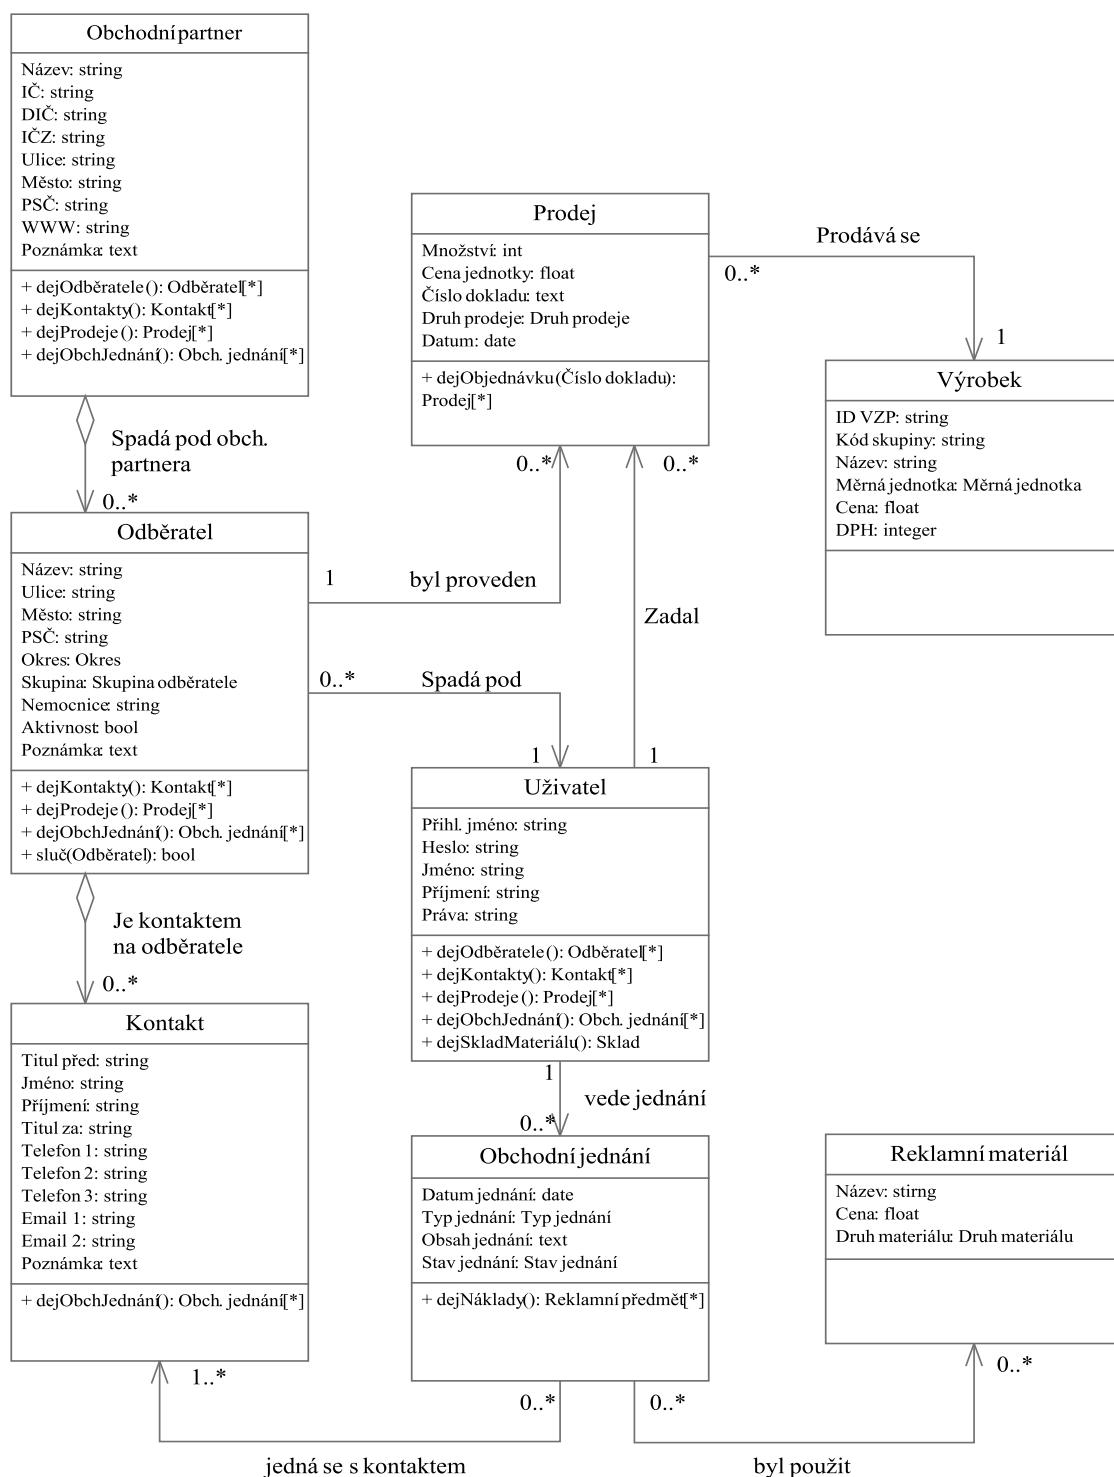 Obchodní partner
Název: string
IČ: string
DIČ: string
IČZ: string
Ulice: string
Město: string
PSČ: string
WWW: string
Poznámka: text
+ dejOdběratele(): Odběratel[*]
+ dejKontakty(): Kontakt[*]
+ dejProdeje(): Prodej[*]
+ dejObchJednání(): Obch. jednání[*]
Spadá pod obch.
partnera
0..*
Prodej
Množství: int
Cena jednotky: float
Číslo dokladu: text
Druh prodeje: Druh prodeje
Datum: date
+ dejObjednávku(Číslo dokladu):
Prodej[*]
0..*
0..*
Prodává se
0..*
1
Výrobek
ID VZP: string
Kód skupiny: string
Název: string
Měrná jednotka: Měrná jednotka
Cena: float
DPH: integer
Odběratel
Název: string
Ulice: string
Město: string
PSČ: string
Okres: Okres
Skupina: Skupina odběratele
Nemocnice: string
Aktivnost: bool
Poznámka: text
+ dejKontakty(): Kontakt[*]
+ dejProdeje(): Prodej[*]
+ dejObchJednání(): Obch. jednání[*]
+ sluč(Odběratel): bool
1
byl proveden
Zadal
0..*
Spadá pod
1
1
Je kontaktem
na odběratele
0..*
Uživatel
Přihl. jméno: string
Heslo: string
Jméno: string
Příjmení: string
Práva: string
+ dejOdběratele(): Odběratel[*]
+ dejKontakty(): Kontakt[*]
+ dejProdeje(): Prodej[*]
+ dejObchJednání(): Obch. jednání[*]
+ dejSkladMateriálu(): Sklad
1
vede jednání
0..*
Kontakt
Titul před: string
Jméno: string
Příjmení: string
Titul za: string
Telefon 1: string
Telefon 2: string
Telefon 3: string
Email 1: string
Email 2: string
Poznámka: text
+ dejObchJednání(): Obch. jednání[*]
1..*
Obchodní jednání
Datum jednání: date
Typ jednání: Typ jednání
Obsah jednání: text
Stav jednání: Stav jednání
+ dejNáklady(): Reklamní předmět[*]
0..*
0..*
Reklamní materiál
Název: stirng
Cena: float
Druh materiálu: Druh materiálu
0..*
jedná se s kontaktem
byl použit